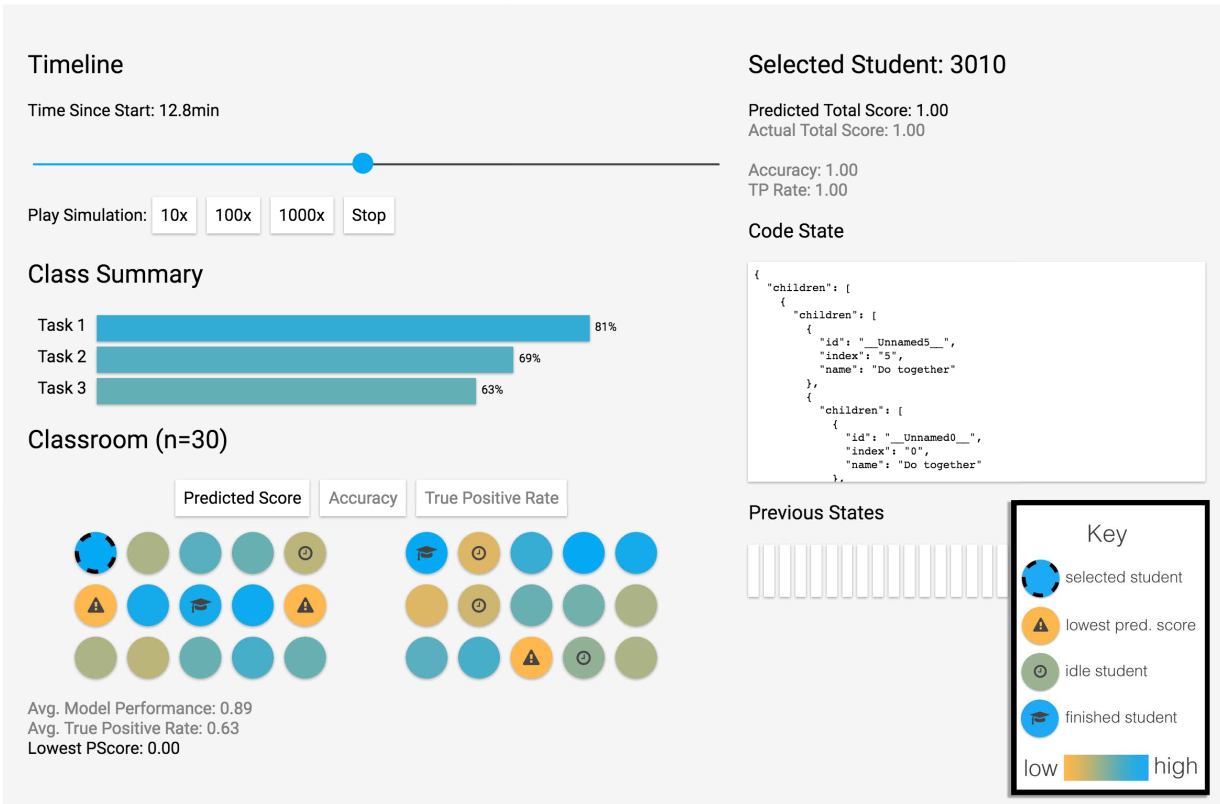 Timeline
Time Since Start: 12.8min
Play Simulation: 10x 100x 1000x Stop
Class Summary
Task 1 81%
Task 2 69%
Task 3 63%
Classroom (n=30)
Predicted Score Accuracy True Positive Rate
Avg. Model Performance: 0.89
Avg. True Positive Rate: 0.63
Lowest PScore: 0.00
Selected Student: 3010
Predicted Total Score: 1.00
Actual Total Score: 1.00
Accuracy: 1.00
TP Rate: 1.00
Code State
{
"children": [
{
"children": [
{
"id": "__Unnamed5__",
"index": "5",
"name": "Do together"
},
{
"children": [
{
"id": "__Unnamed0__",
"index": "0",
"name": "Do together"
},
Previous States
Key
selected student
lowest pred. score
idle student
finished student
low high